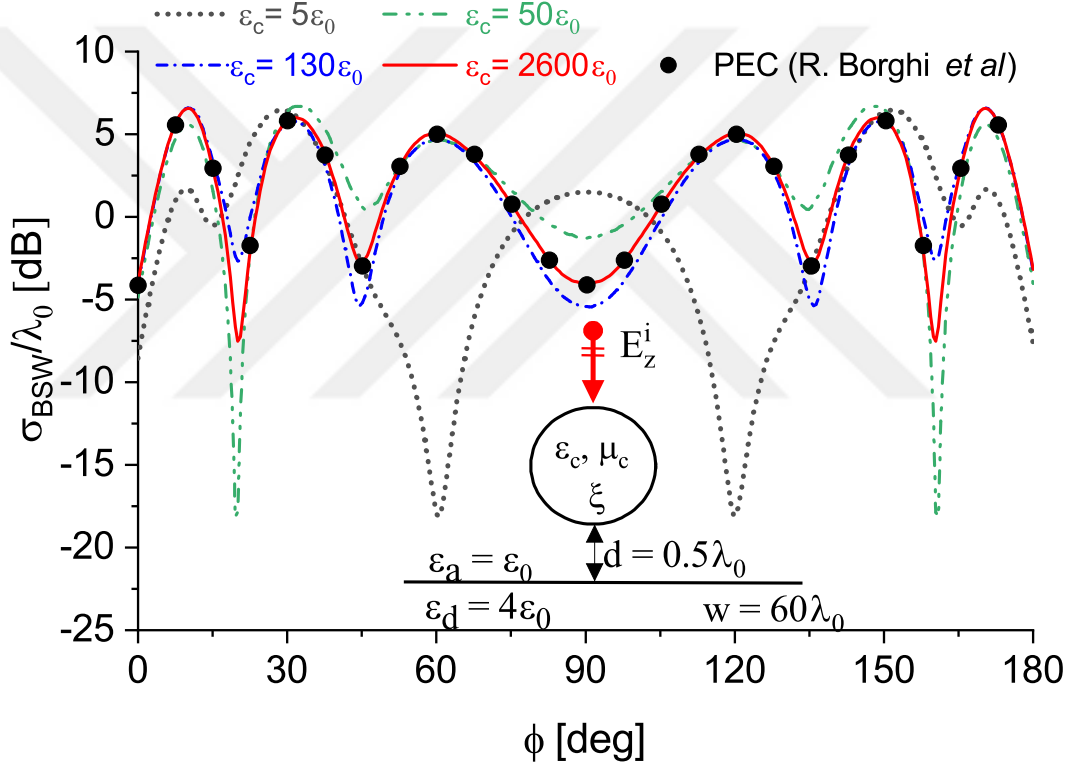 εc= 5ε0 εc= 50ε0
εc= 130ε0 εc= 2600ε0 PEC (R. Borghi et al)
σBSW/λ0 [dB]
10
5
0
-5
-10
-15
-20
-25
Ezi
εc, μc
ξ
d = 0.5λ0
εa = ε0
εd = 4ε0 w = 60λ0
0 30 60 90 120 150 180
ϕ [deg]